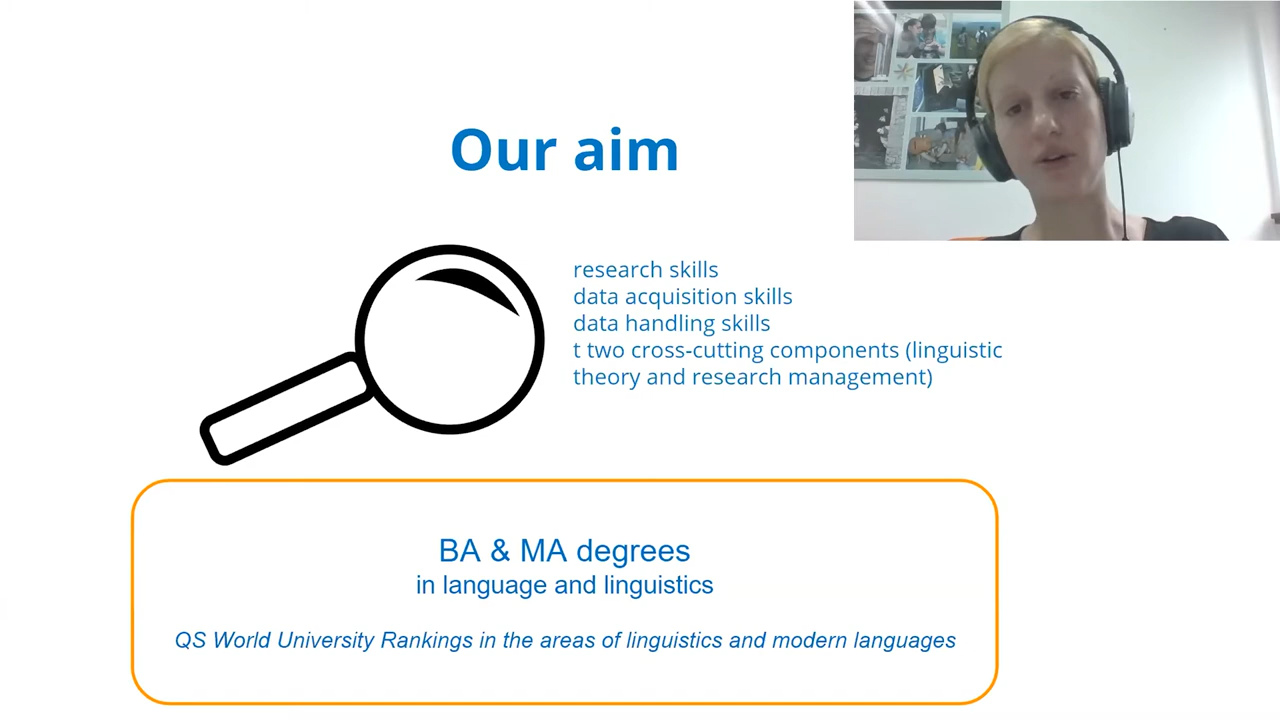 Our aim
research skills
data acquisition skills
data handling skills
t two cross-cutting components (linguistic
theory and research management)
BA & MA degrees
in language and linguistics
QS World University Rankings in the areas of linguistics and modern languages